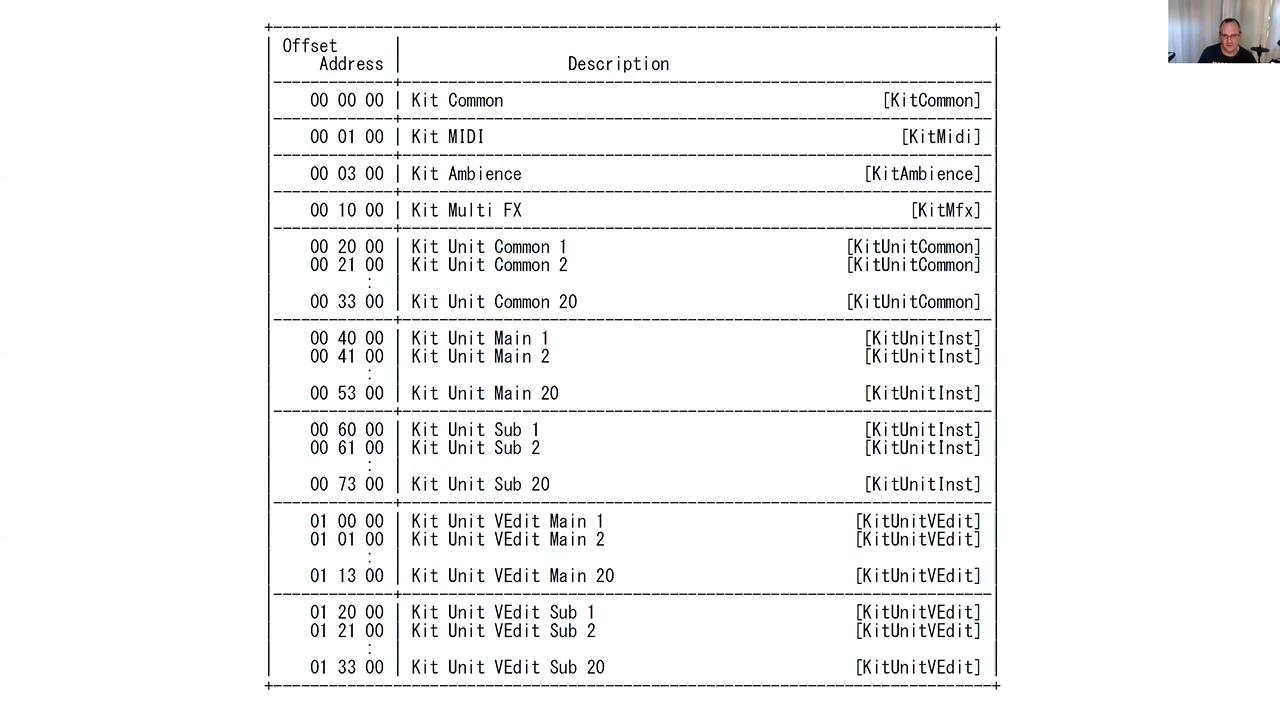 Offset
Address Description
00 00 00 | Kit Common [KitCommon]
00 01 00 | Kit MIDI [KitMidi]
00 03 00 | Kit Ambience [KitAmbience]
00 10 00 | Kit Multi FX [KitMfx]
00 20 00 | Kit Unit Common 1 [KitUnitCommon]
00 21 00 | Kit Unit Common 2 [KitUnitCommon]
:
00 33 00 | Kit Unit Common 20 [KitUnitCommon]
00 40 00 | Kit Unit Main 1 [KitUnitInst]
00 41 00 | Kit Unit Main 2 [KitUnitInst]
:
00 53 00 | Kit Unit Main 20 [KitUnitInst]
00 60 00 | Kit Unit Sub 1 [KitUnitInst]
00 61 00 | Kit Unit Sub 2 [KitUnitInst]
:
00 73 00 | Kit Unit Sub 20 [KitUnitInst]
01 00 00 | Kit Unit VEdit Main 1 [KitUnitVEdit]
01 01 00 | Kit Unit VEdit Main 2 [KitUnitVEdit]
:
01 13 00 | Kit Unit VEdit Main 20 [KitUnitVEdit]
01 20 00 | Kit Unit VEdit Sub 1 [KitUnitVEdit]
01 21 00 | Kit Unit VEdit Sub 2 [KitUnitVEdit]
:
01 33 00 | Kit Unit VEdit Sub 20 [KitUnitVEdit]